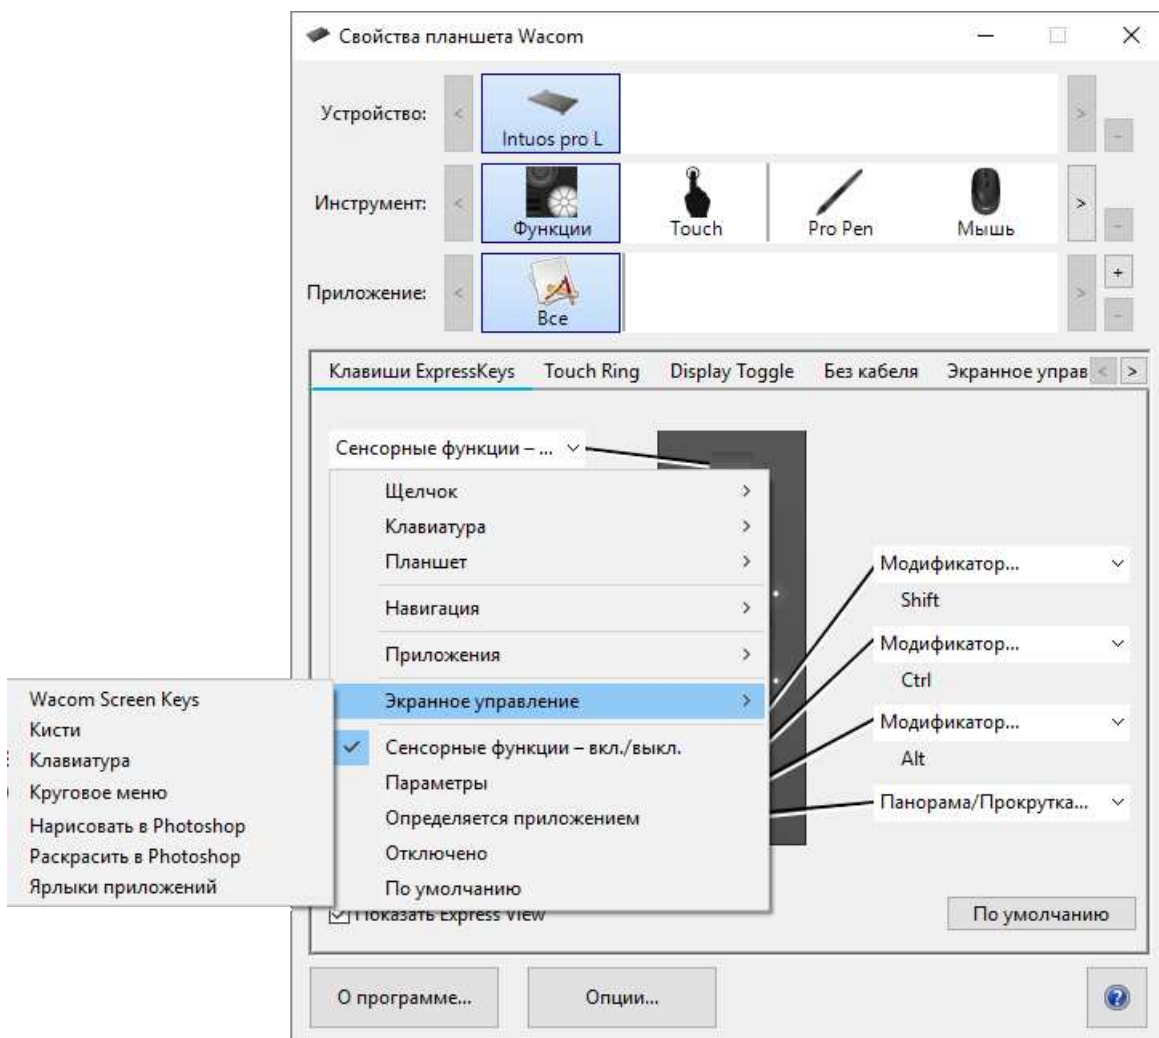 Свойства планшета Wacom
Устройство:
Intuos pro L
Инструмент:
Функции
Touch
Pro Pen
Мышь
Приложение:
Все
Клавиши ExpressKeys
Touch Ring
Display Toggle
Без кабеля
Экранное управ
Сенсорные функции – ...
Щелчок
Клавиатура
Планшет
Навигация
Приложения
Экранное управление
Сенсорные функции – вкл./выкл.
Параметры
Определяется приложением
Отключено
По умолчанию
Wacom Screen Keys
Кисти
Клавиатура
Круговое меню
Нарисовать в Photoshop
Раскрасить в Photoshop
Ярлыки приложений
Модификатор...
Shift
Модификатор...
Ctrl
Модификатор...
Alt
Панорама/Прокрутка...
Показать Express View
По умолчанию
О программе...
Опции...